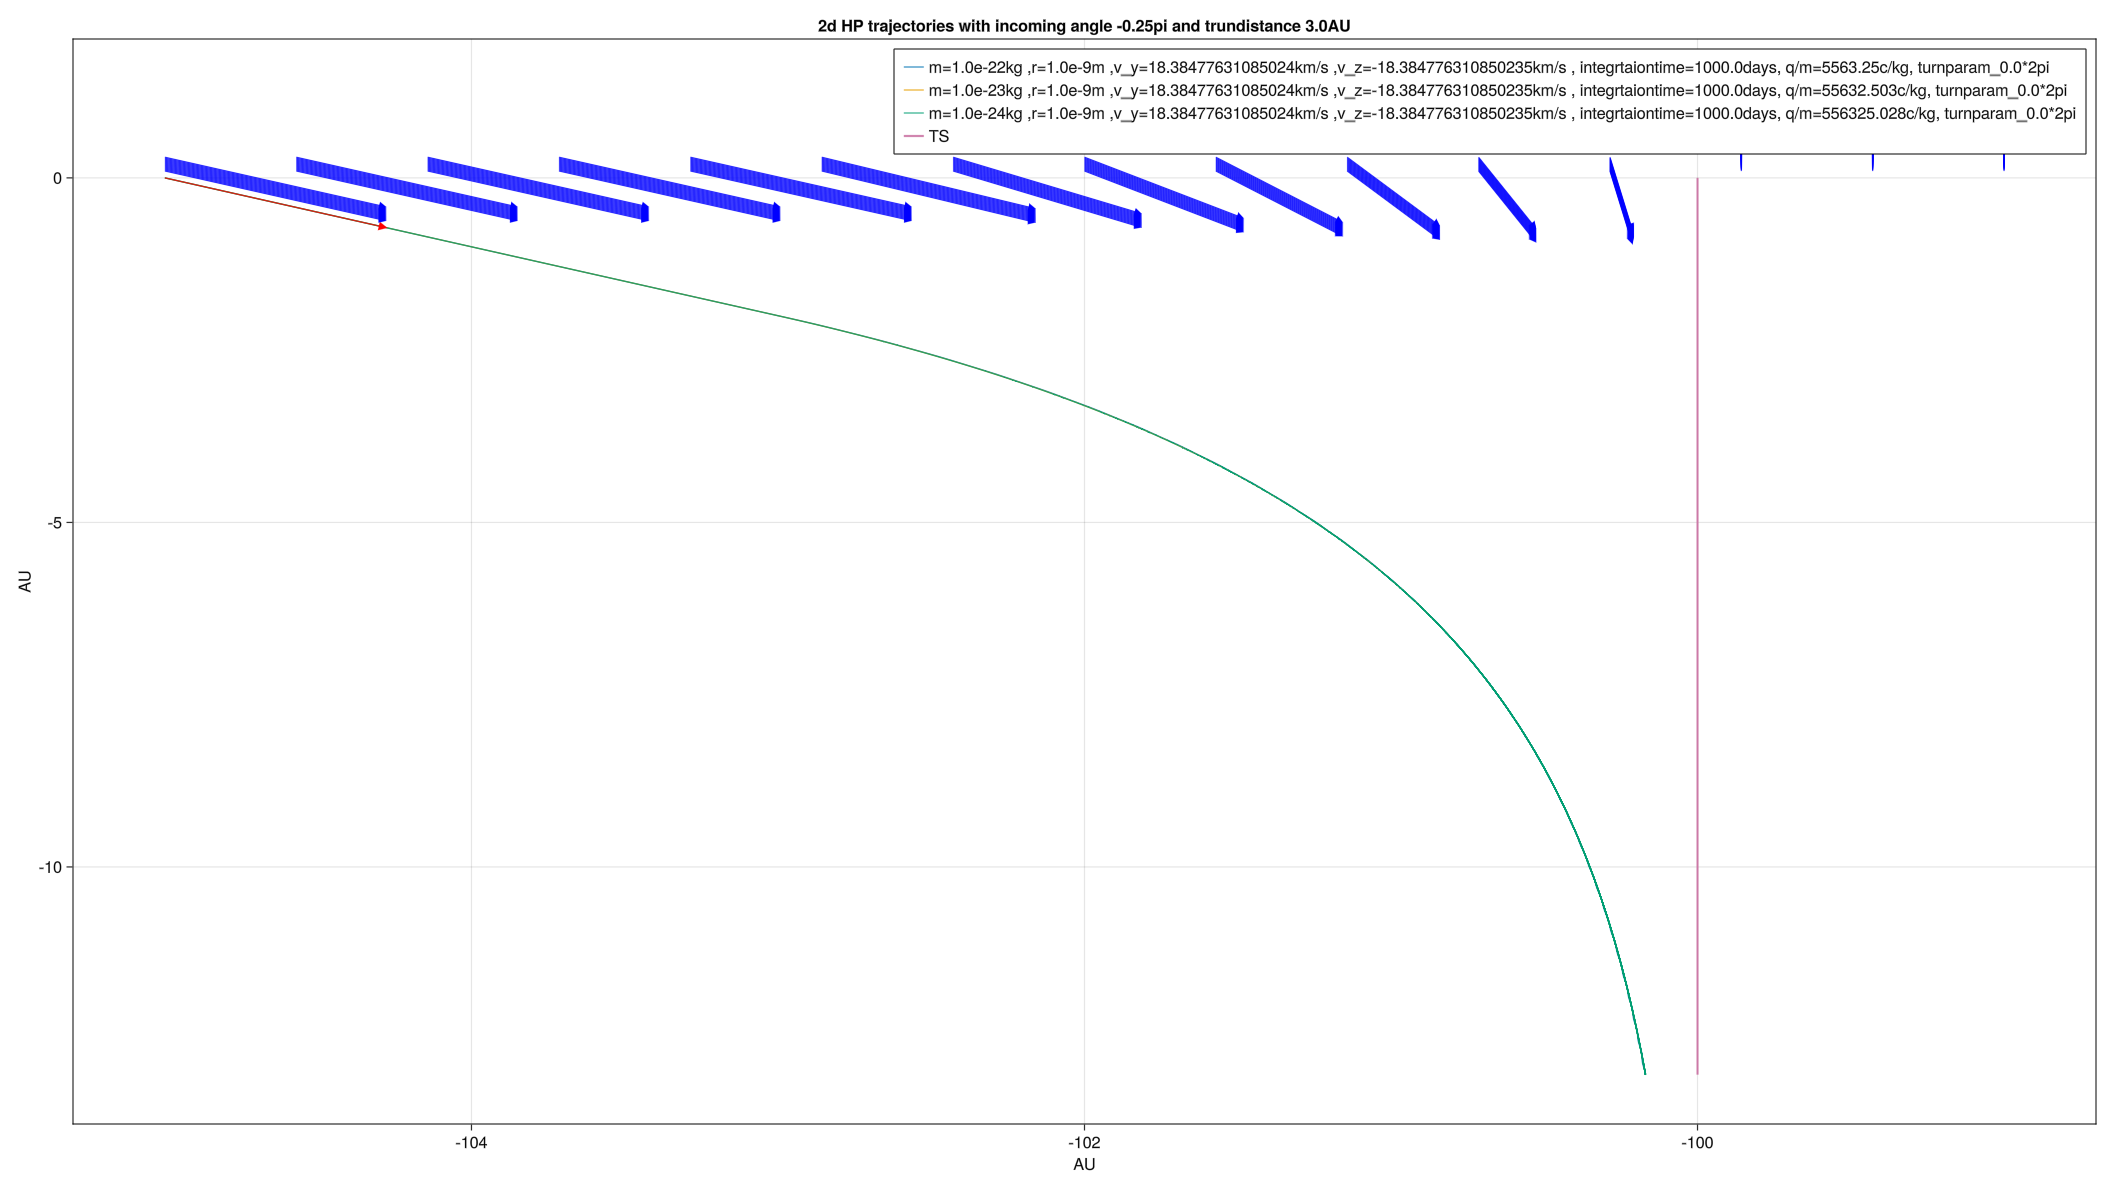 2d HP trajectories with incoming angle -0.25pi and trundistance 3.0AU
m=1.0e-22kg ,r=1.0e-9m ,v_y=18.38477631085024km/s ,v_z=-18.384776310850235km/s , integrtaiontime=1000.0days, q/m=5563.25c/kg, turnparam_0.0*2pi
m=1.0e-23kg ,r=1.0e-9m ,v_y=18.38477631085024km/s ,v_z=-18.384776310850235km/s , integrtaiontime=1000.0days, q/m=55632.503c/kg, turnparam_0.0*2pi
m=1.0e-24kg ,r=1.0e-9m ,v_y=18.38477631085024km/s ,v_z=-18.384776310850235km/s , integrtaiontime=1000.0days, q/m=556325.028c/kg, turnparam_0.0*2pi
TS
0
-5
-10
AU
-104
-102
-100
AU